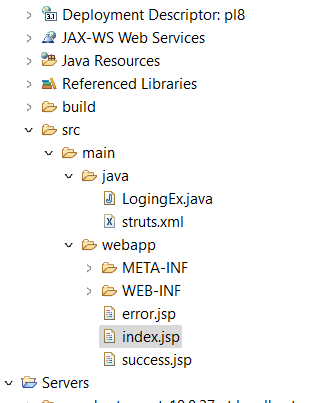 Deployment Descriptor: pl8
JAX-WS Web Services
Java Resources
Referenced Libraries
build
src
main
java
LogingEx.java
struts.xml
webapp
META-INF
WEB-INF
error.jsp
index.jsp
success.jsp
Servers